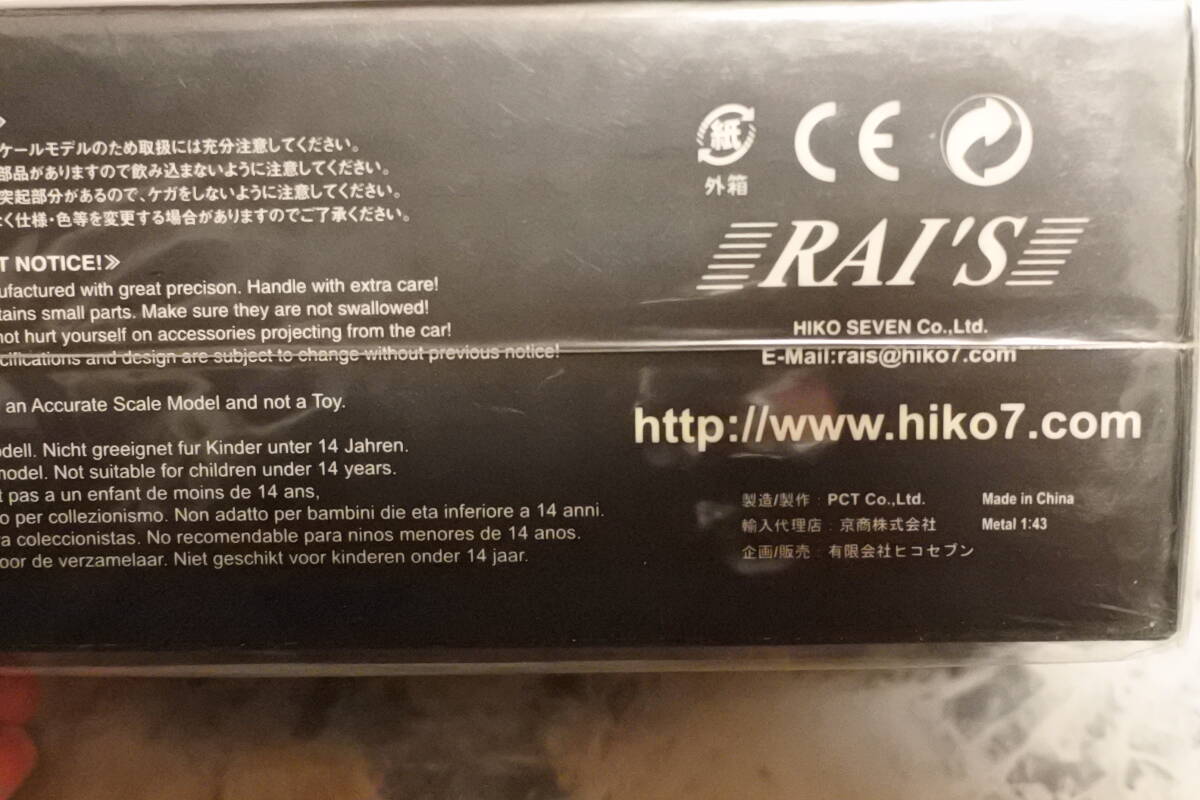 ケールモデルのため取扱には充分注意してください。
部品がありますので飲み込まないように注意してください。
突起部分があるので、ケガをしないように注意してください。
く仕様・色等を変更する場合がありますのでご了承ください。
T NOTICE!≫
ufactured with great precison. Handle with extra care!
tains small parts. Make sure they are not swallowed!
not hurt yourself on accessories projecting from the car!
cifications and design are subject to change without previous notice!
an Accurate Scale Model and not a Toy.
odell. Nicht greeignet fur Kinder unter 14 Jahren.
model. Not suitable for children under 14 years.
t pas a un enfant de moins de 14 ans,
o per collezionismo. Non adatto per bambini die eta inferiore a 14 anni.
ra coleccionistas. No recomendable para ninos menores de 14 anos.
oor de verzamelaar. Niet geschikt voor kinderen onder 14 jaar.
紙
外箱
CE
RAI'S
HIKO SEVEN Co.,Ltd.
E-Mail:rais@hiko7.com
http://www.hiko7.com
製造/製作 : PCT Co.,Ltd. Made in China
輸入代理店 : 京商株式会社 Metal 1:43
企画/販売 : 有限会社ヒコセブン